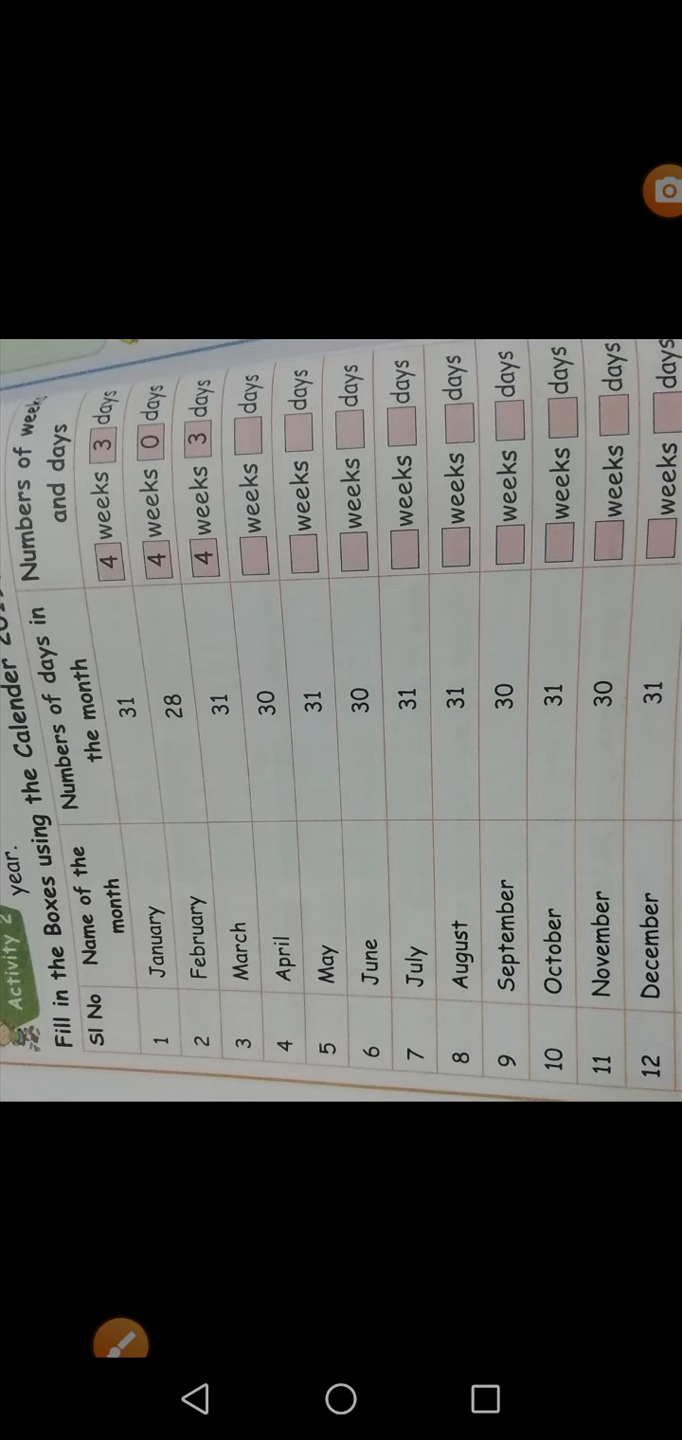 Activity 2 year.
Fill in the Boxes using the Calender
Sl No Name of the month Numbers of days in the month Numbers of and days
1 January 31 4 weeks 3 days
2 February 28 4 weeks 0 days
3 March 31 4 weeks 3 days
4 April 30 weeks days
5 May 31 weeks days
6 June 30 weeks days
7 July 31 weeks days
8 August 31 weeks days
9 September 30 weeks days
10 October 31 weeks days
11 November 30 weeks days
12 December 31 weeks days